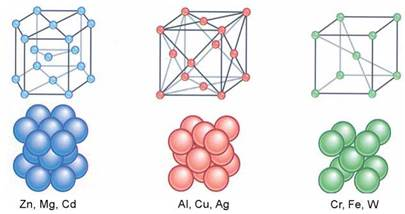 Zn, Mg, Cd
Al, Cu, Ag
Cr, Fe, W